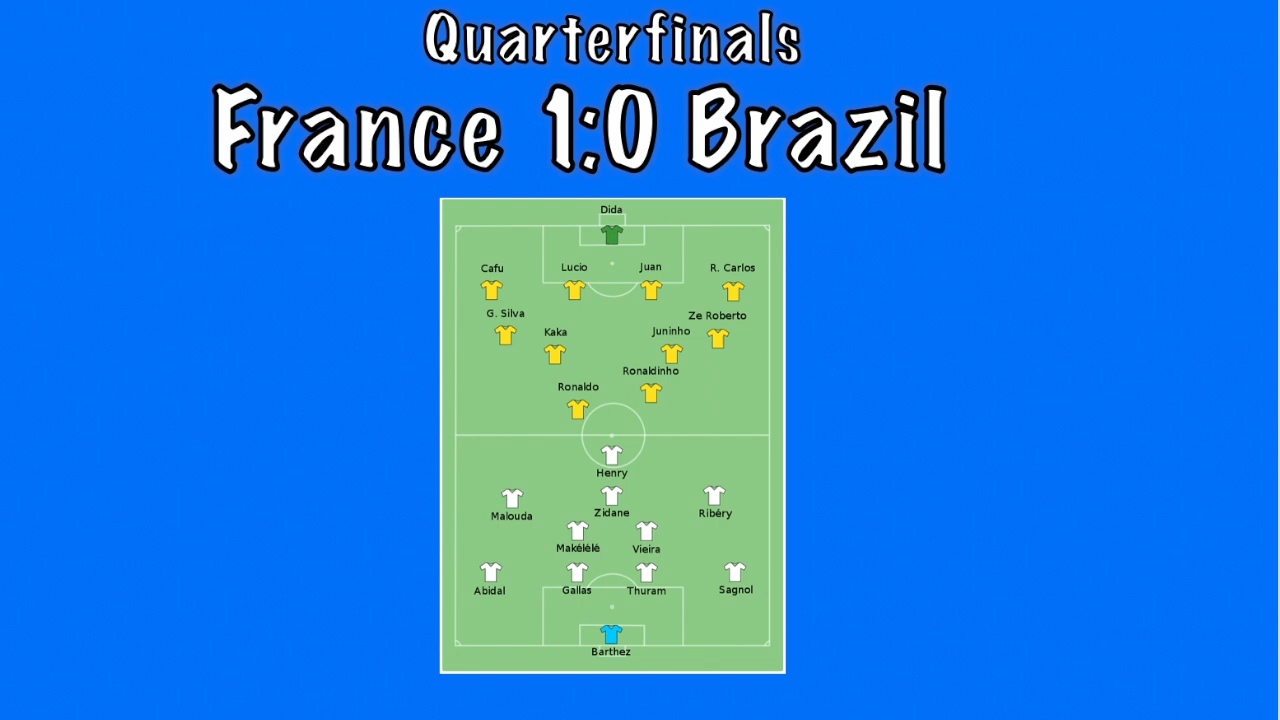 Quarterfinals
France 1:0 Brazil
Dida
Cafu Lucio Juan R. Carlos
G. Silva Ze Roberto
Kaka Juninho
Ronaldinho
Ronaldo
Henry
Malouda Zidane Ribéry
Makélélé Vieira
Abidal Gallas Thuram Sagnol
Barthez